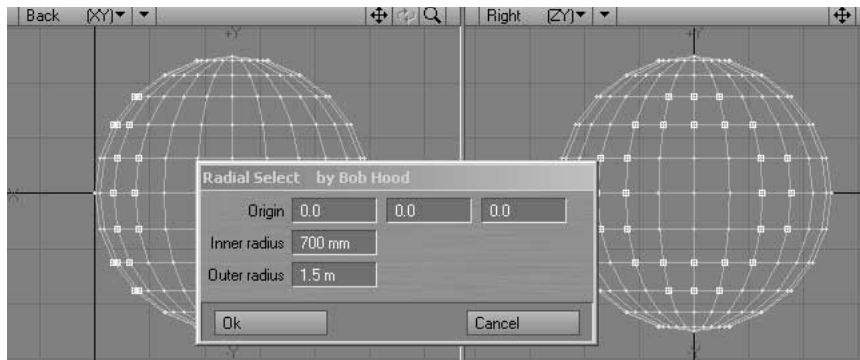 Back (XY) Right (ZY)
+Y +Y
Radial Select by Bob Hood
Origin 0.0 0.0 0.0
Inner radius 700 mm
Outer radius 1.5 m
Ok Cancel
-Y -Y